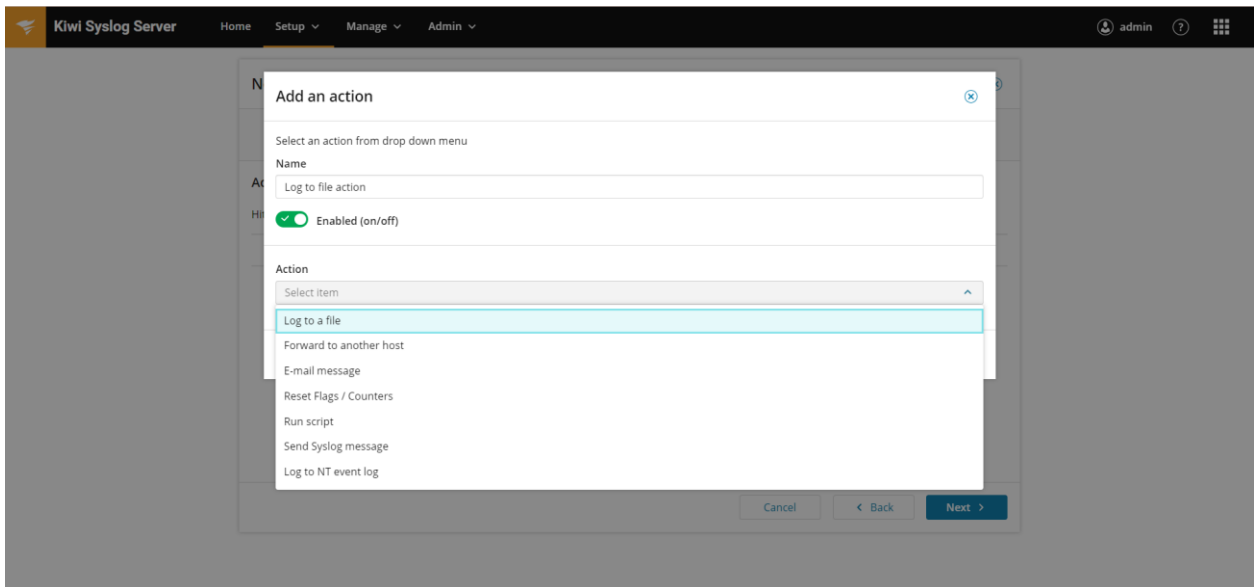 Kiwi Syslog Server Home Setup Manage Admin admin ?
N
Add an action
Select an action from drop down menu
Name
Log to file action
Enabled (on/off)
Action
Select item
Log to a file
Forward to another host
E-mail message
Reset Flags / Counters
Run script
Send Syslog message
Log to NT event log
Cancel Back Next